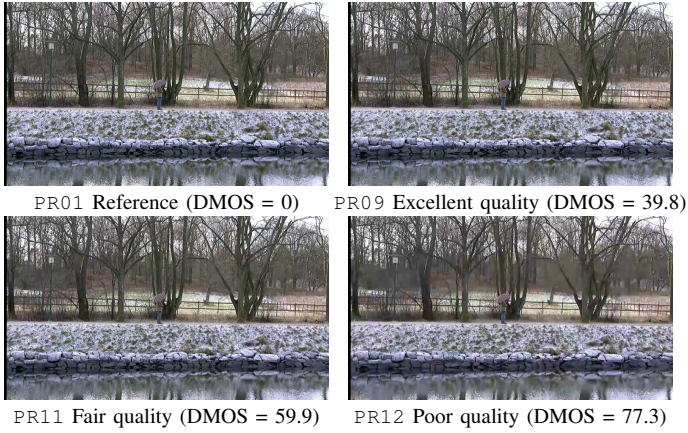 PR01 Reference (DMOS = 0)
PR09 Excellent quality (DMOS = 39.8)
PR11 Fair quality (DMOS = 59.9)
PR12 Poor quality (DMOS = 77.3)